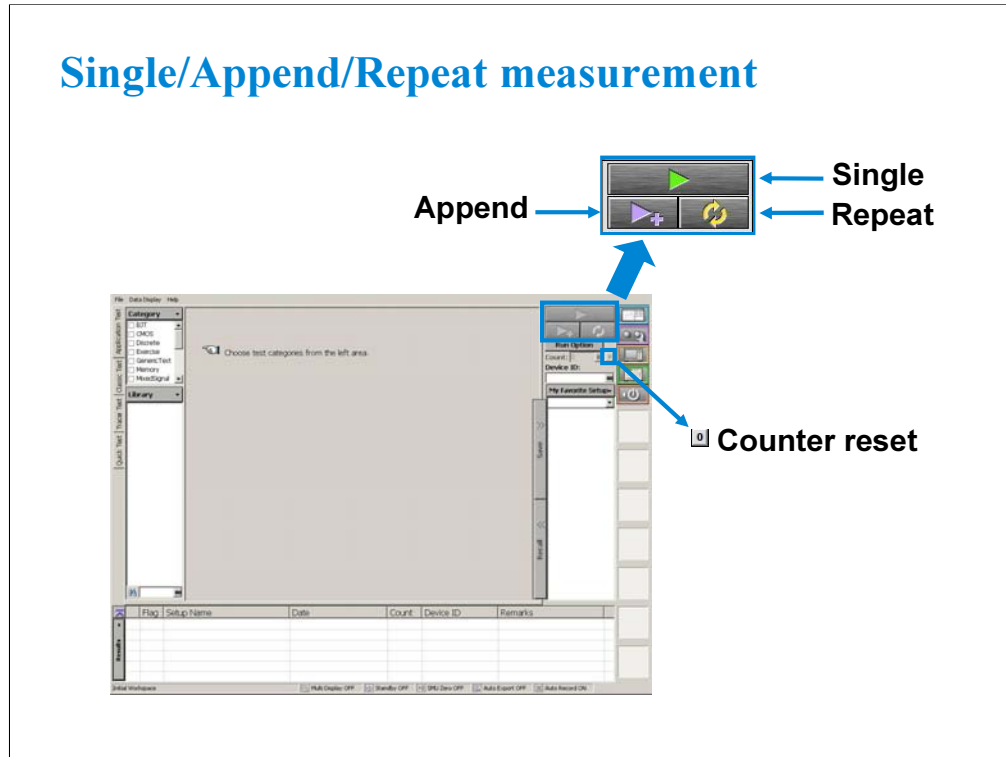 Single/Append/Repeat measurement
Single
Append
Repeat
File Data Display Help
Category
BJT
CMOS
Discrete
Exercise
GenericTest
Memory
MixedSignal
Library
Application Test
Classic Test
Tracer Test
Quick Test
Choose test categories from the left area.
Save
Recall
Run Option
Count:
Device ID:
My Favorite Setup
0 Counter reset
Results
Flag Setup Name Date Count Device ID Remarks
Initial Workspace Multi Display OFF Standby OFF SMU Zero OFF Auto Export OFF Auto Record ON